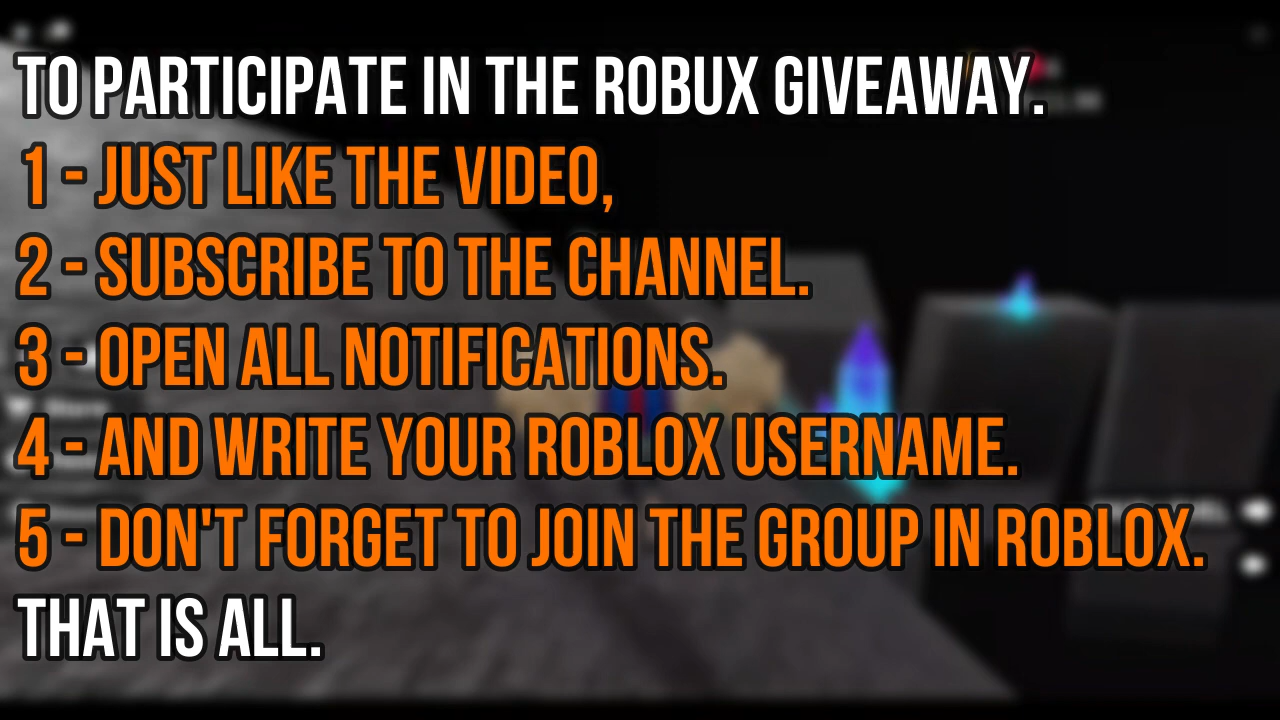 TO PARTICIPATE IN THE ROBUX GIVEAWAY.
1 - JUST LIKE THE VIDEO,
2 - SUBSCRIBE TO THE CHANNEL.
3 - OPEN ALL NOTIFICATIONS.
4 - AND WRITE YOUR ROBLOX USERNAME.
5 - DON'T FORGET TO JOIN THE GROUP IN ROBLOX.
THAT IS ALL.